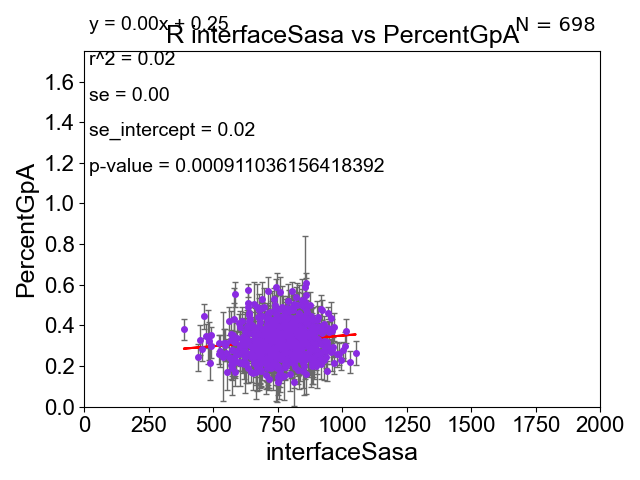 y = 0.00x + 0.25
N = 698
R interfaceSasa vs PercentGpA
r^2 = 0.02
se = 0.00
se_intercept = 0.02
p-value = 0.000911036156418392
PercentGpA
1.6
1.4
1.2
1.0
0.8
0.6
0.4
0.2
0.0
0 250 500 750 1000 1250 1500 1750 2000
interfaceSasa